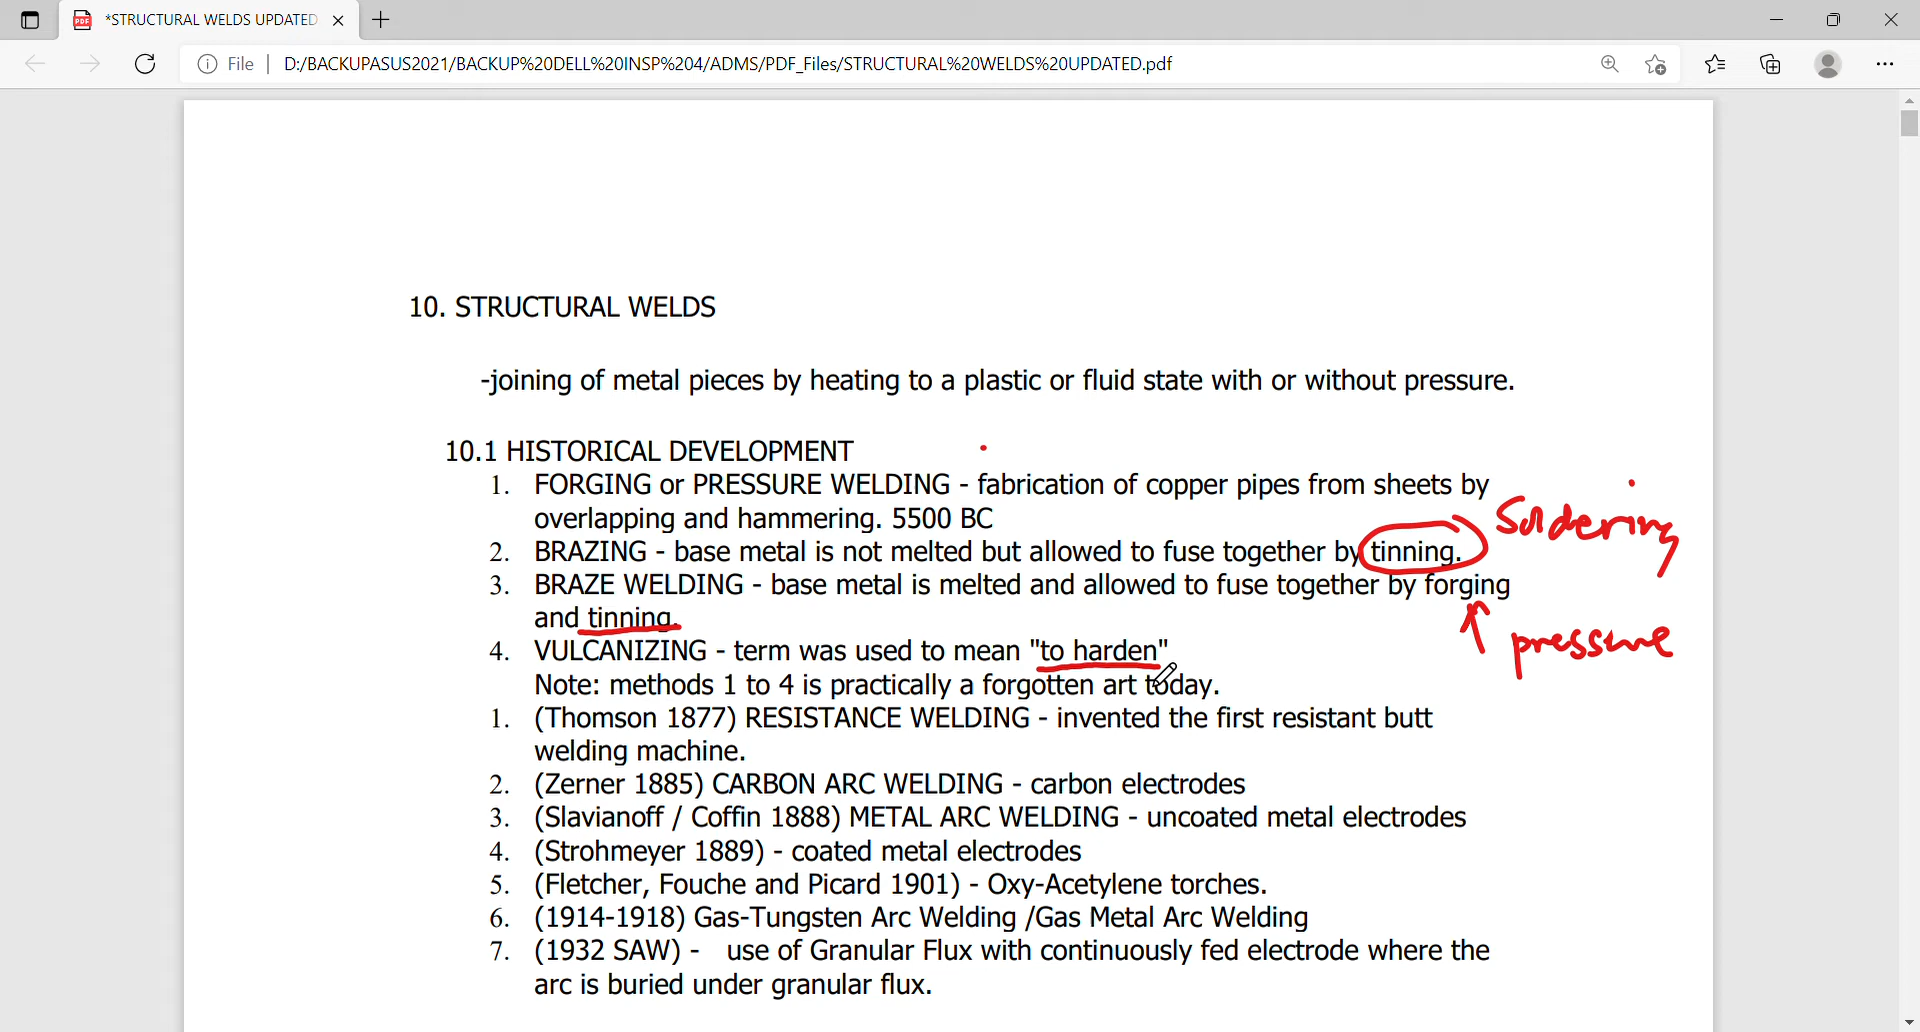 *STRUCTURAL WELDS UPDATED
File
D:/BACKUPASUS2021/BACKUP%20DELL%20INSP%204/ADMS/PDF_Files/STRUCTURAL%20WELDS%20UPDATED.pdf
10. STRUCTURAL WELDS
-joining of metal pieces by heating to a plastic or fluid state with or without pressure.
10.1 HISTORICAL DEVELOPMENT
1. FORGING or PRESSURE WELDING - fabrication of copper pipes from sheets by
overlapping and hammering. 5500 BC
Soldering
2. BRAZING - base metal is not melted but allowed to fuse together by tinning.
3. BRAZE WELDING - base metal is melted and allowed to fuse together by forging
and tinning.
pressure
4. VULCANIZING - term was used to mean "to harden"
Note: methods 1 to 4 is practically a forgotten art today.
1. (Thomson 1877) RESISTANCE WELDING - invented the first resistant butt
welding machine.
2. (Zerner 1885) CARBON ARC WELDING - carbon electrodes
3. (Slavianoff / Coffin 1888) METAL ARC WELDING - uncoated metal electrodes
4. (Strohmeyer 1889) - coated metal electrodes
5. (Fletcher, Fouche and Picard 1901) - Oxy-Acetylene torches.
6. (1914-1918) Gas-Tungsten Arc Welding /Gas Metal Arc Welding
7. (1932 SAW) - use of Granular Flux with continuously fed electrode where the
arc is buried under granular flux.